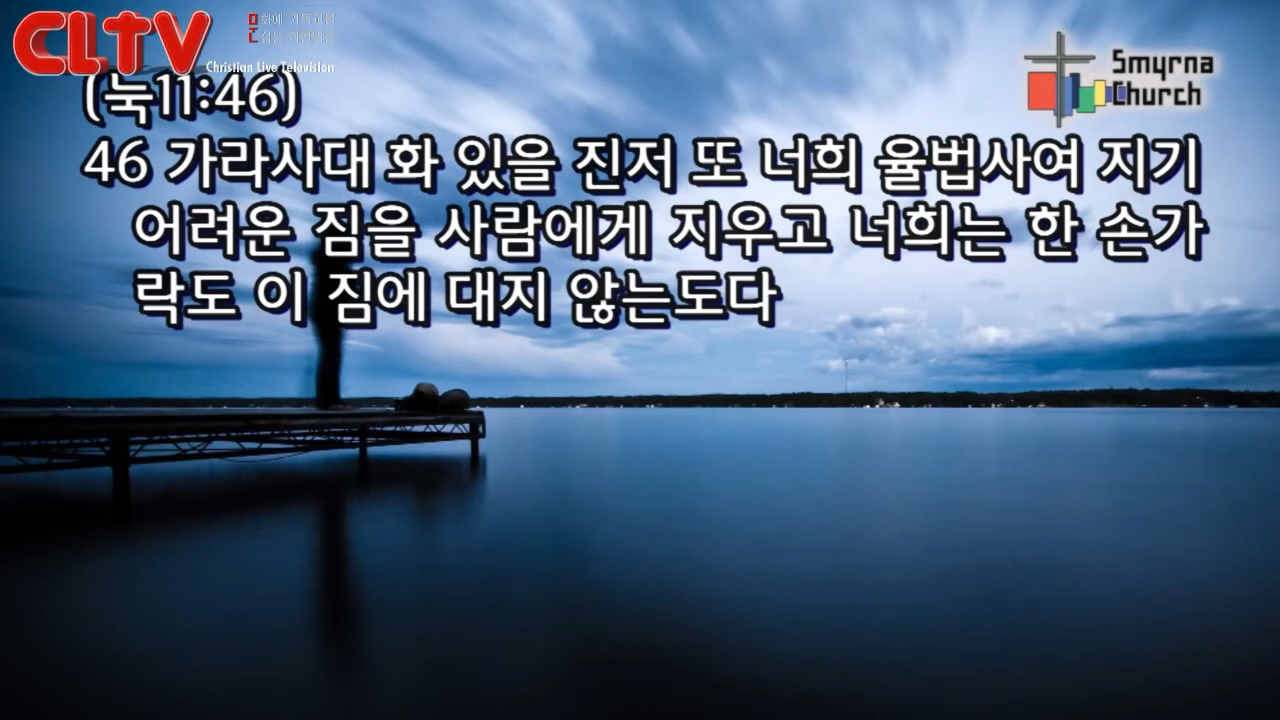 CLTV
Christian Live Television
Smyrna
Church
(눅11:46)
46 가라사대 화 있을 진저 또 너희 율법사여 지기
어려운 짐을 사람에게 지우고 너희는 한 손가
락도 이 짐에 대지 않는도다